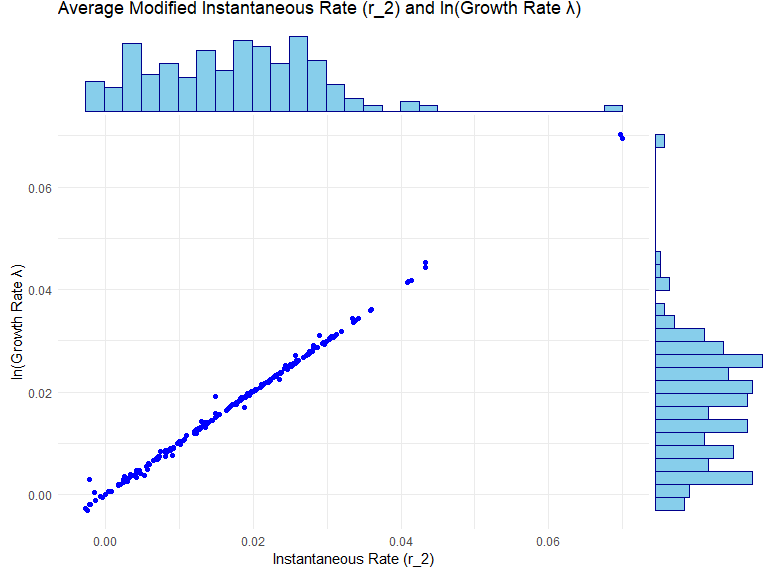 Average Modified Instantaneous Rate (r_2) and ln(Growth Rate λ)
0.06
0.04
0.02
0.00
ln(Growth Rate λ)
0.00 0.02 0.04 0.06
Instantaneous Rate (r_2)